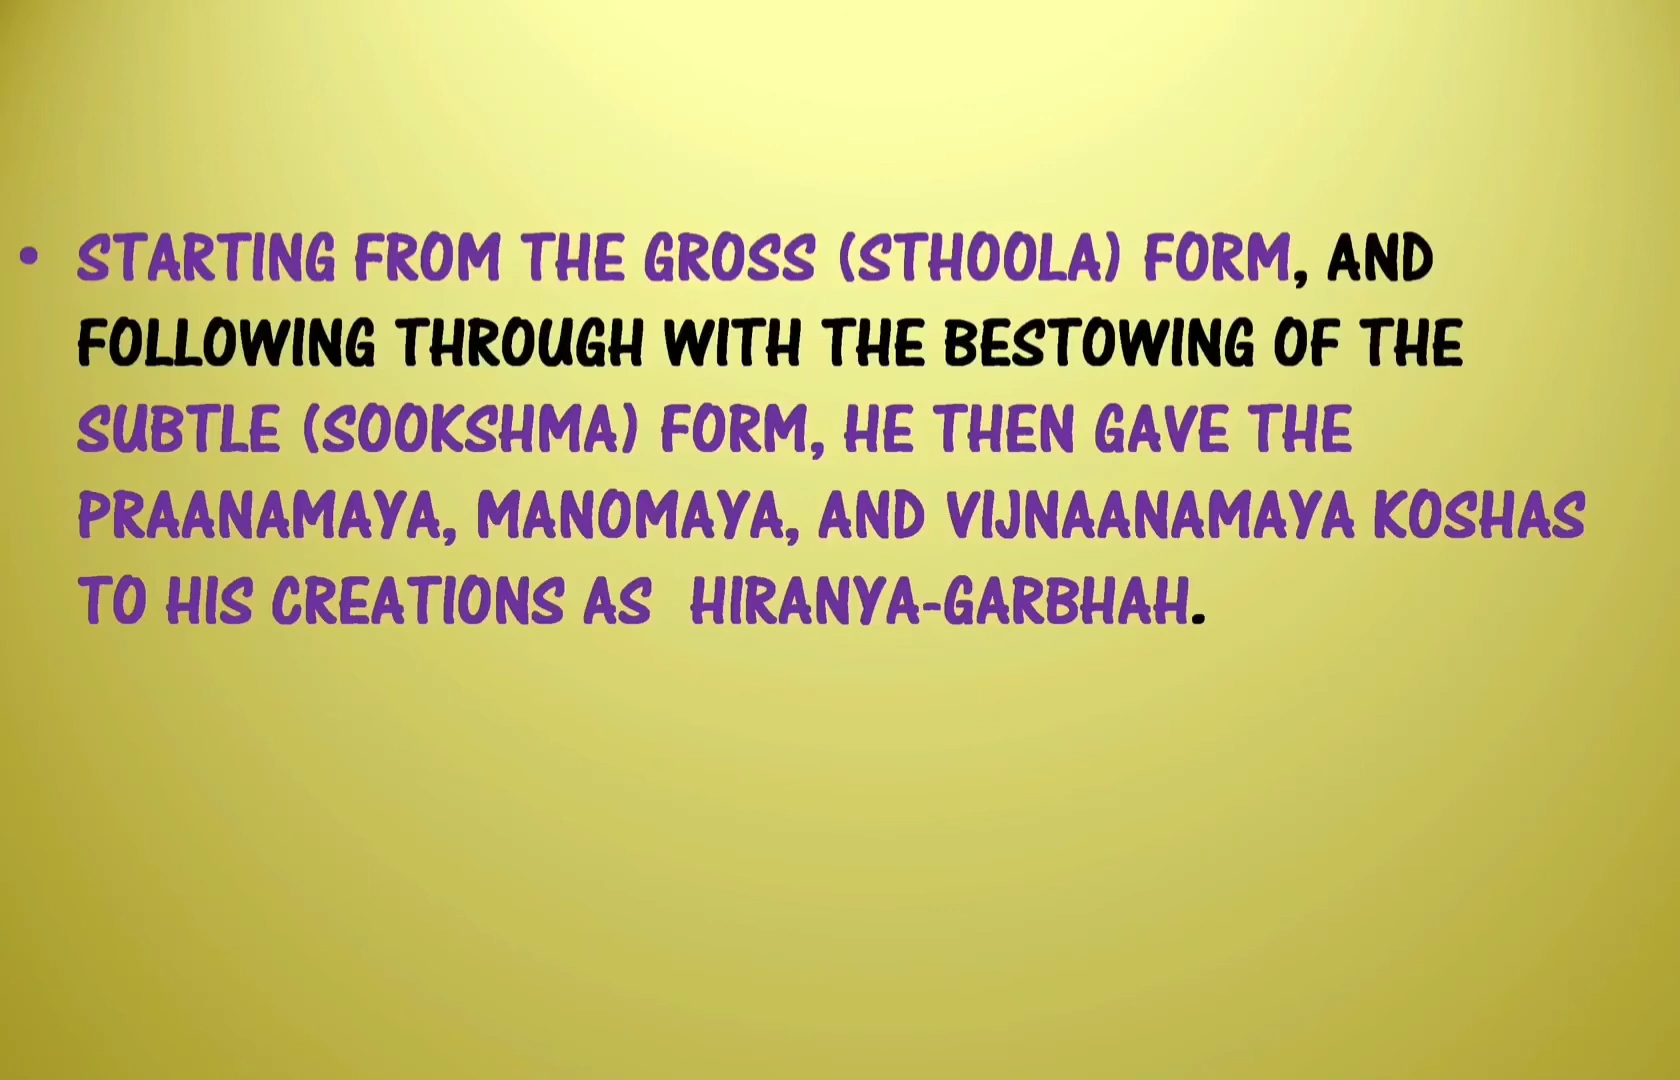 • STARTING FROM THE GROSS (STHOOLA) FORM, AND
FOLLOWING THROUGH WITH THE BESTOWING OF THE
SUBTLE (SOOKSHMA) FORM, HE THEN GAVE THE
PRAANAMAYA, MANOMAYA, AND VIJNAANAMAYA KOSHAS
TO HIS CREATIONS AS HIRANYA-GARBHAH.